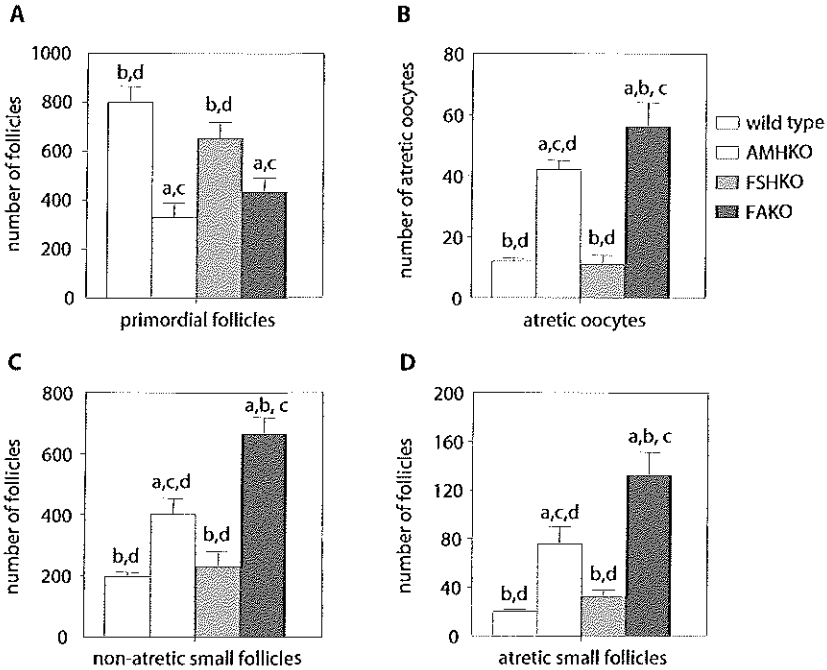 A
1000
800
600
400
200
0
number of follicles
b,d
a,c
b,d
a,c
primordial follicles
B
80
60
40
20
0
number of atretic oocytes
b,d
a,c,d
b,d
a,b, c
atretic oocytes
wild type
AMHKO
FSHKO
FAKO
C
800
600
400
200
0
number of follicles
b,d
a,c,d
b,d
a,b, c
non-atretic small follicles
D
200
160
120
80
40
0
number of follicles
b,d
a,c,d
b,d
a,b, c
atretic small follicles